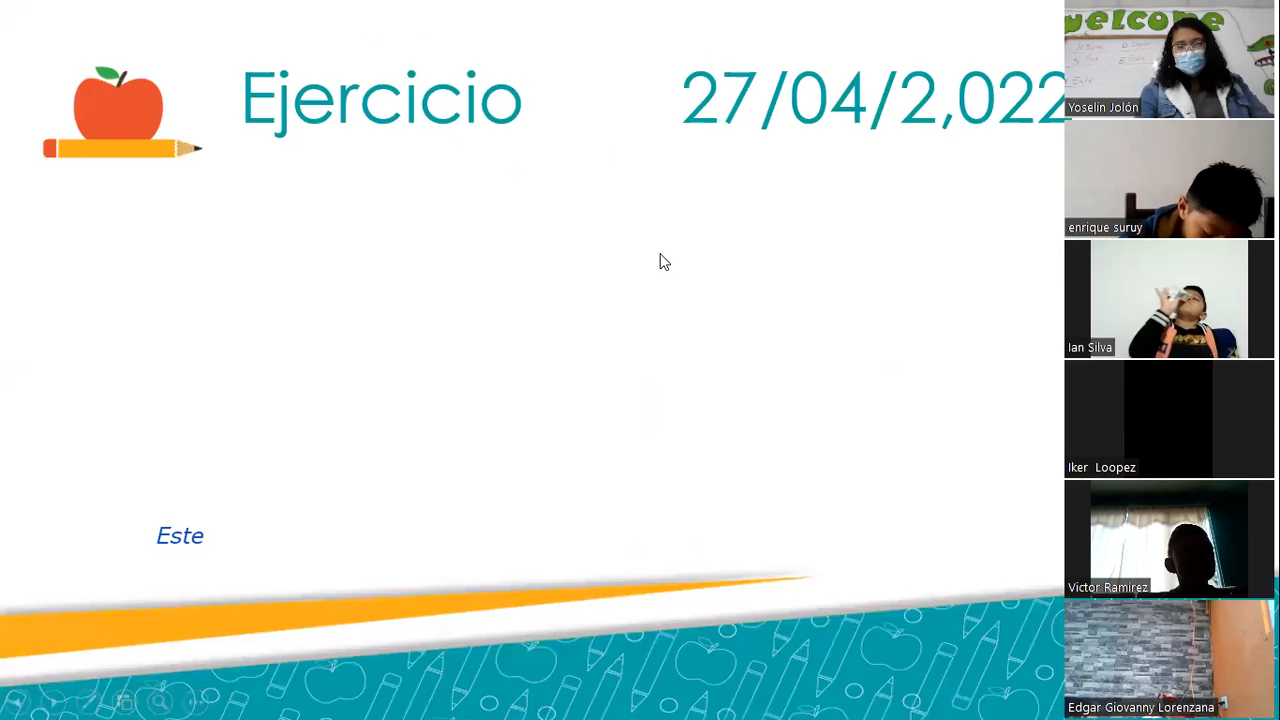 Ejercicio 27/04/2,022
Este
welcome
Yoselin Jolón
enrique suruy
Ian Silva
Iker Loopez
Victor Ramirez
Edgar Giovanny Lorenzana